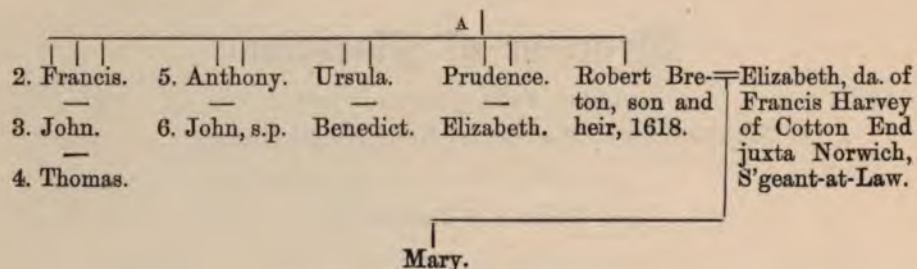 A
2. Francis. 5. Anthony. Ursula. Prudence. Robert Bre- Elizabeth, da. of
ton, son and Francis Harvey
3. John. 6. John, s.p. Benedict. Elizabeth. heir, 1618. of Cotton End
juxta Norwich,
4. Thomas. S'geant-at-Law.
Mary.